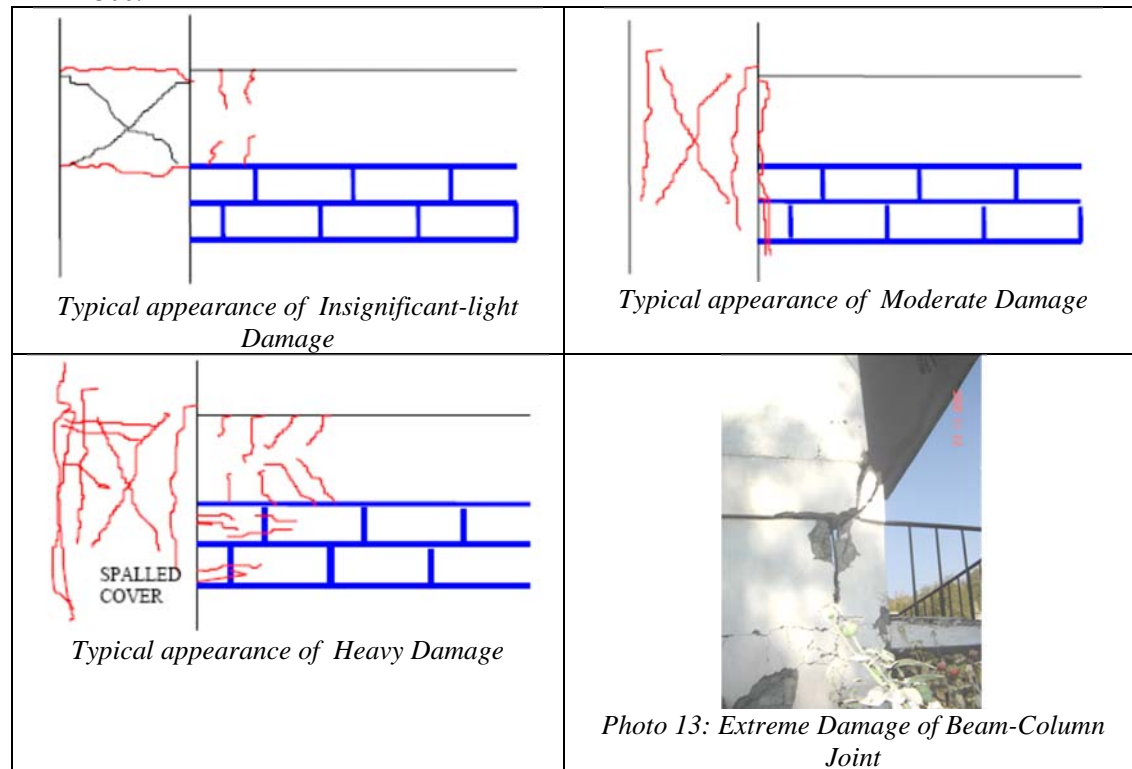 Typical appearance of Insignificant-light
Damage
Typical appearance of Moderate Damage
SPALLED
COVER
Typical appearance of Heavy Damage
Photo 13: Extreme Damage of Beam-Column
Joint